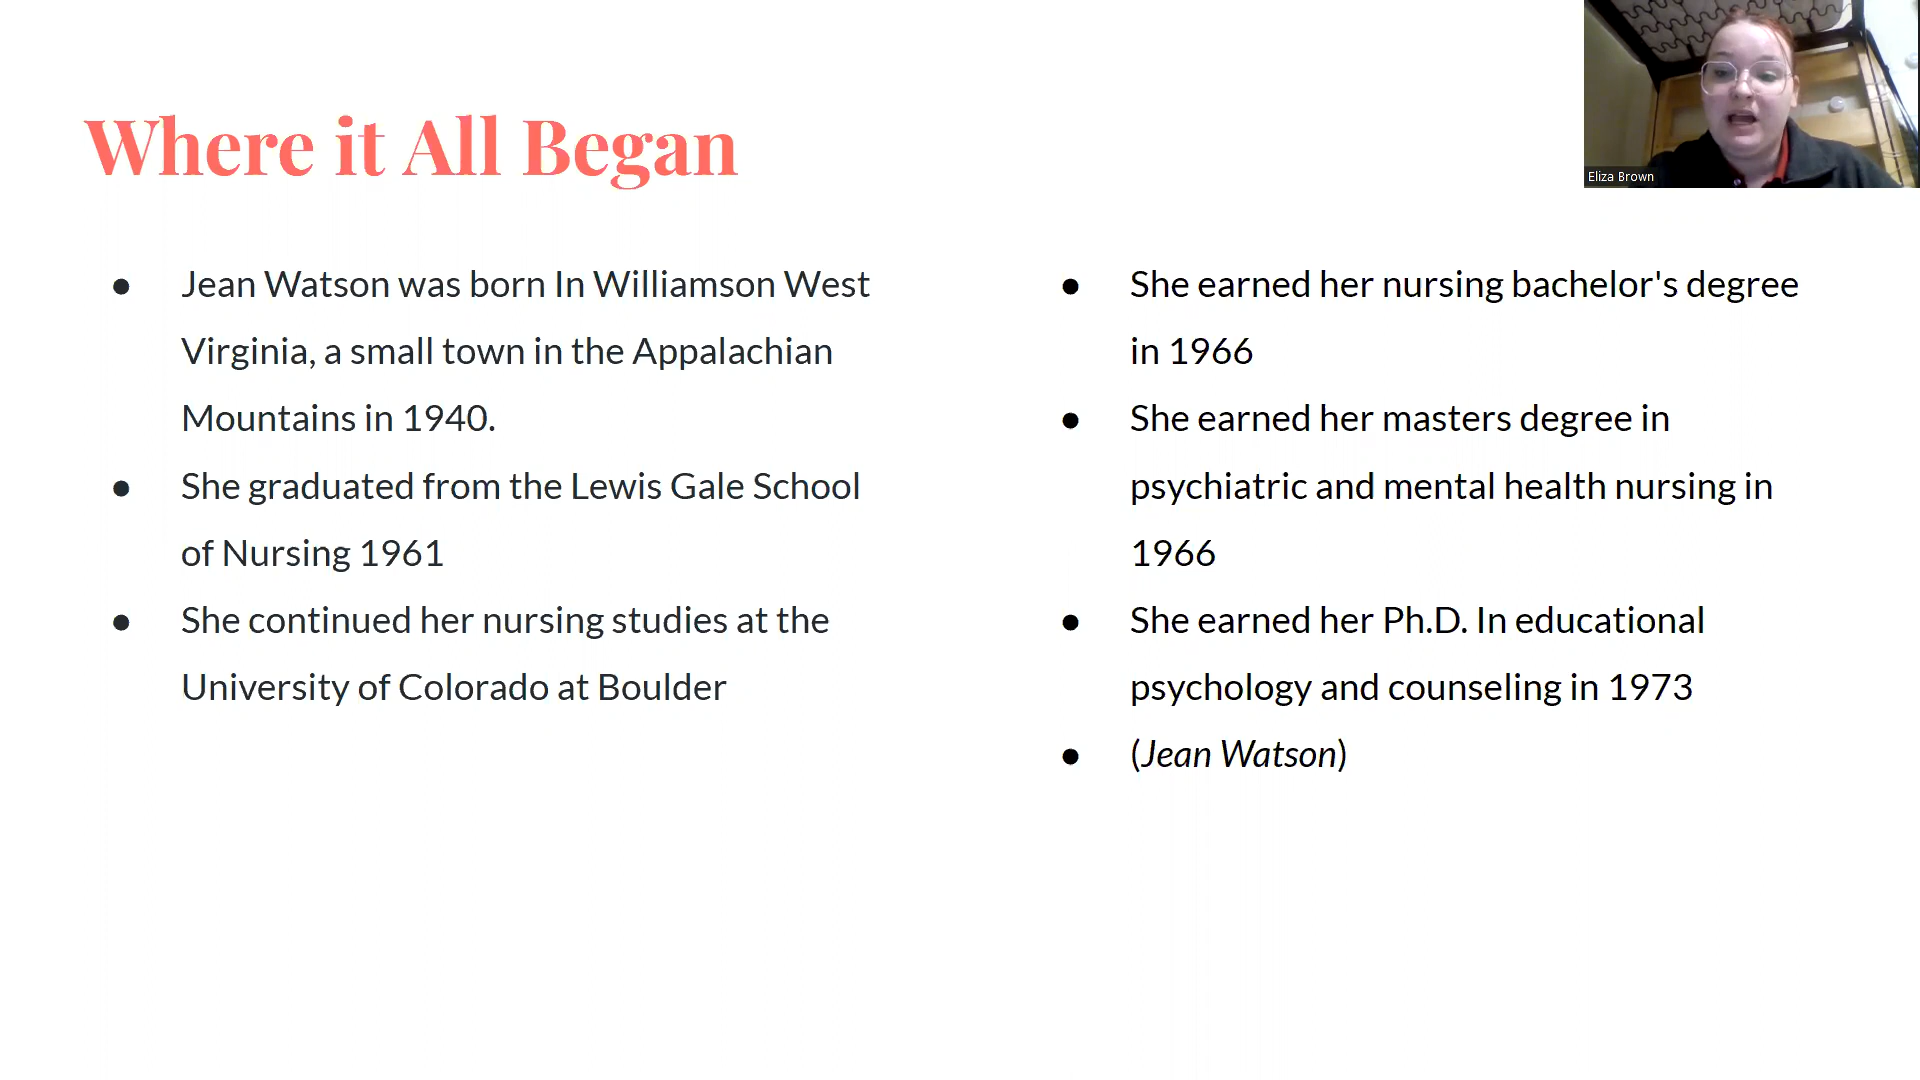 Where it All Began
Eliza Brown
● Jean Watson was born In Williamson West
Virginia, a small town in the Appalachian
Mountains in 1940.
● She graduated from the Lewis Gale School
of Nursing 1961
● She continued her nursing studies at the
University of Colorado at Boulder
● She earned her nursing bachelor's degree
in 1966
● She earned her masters degree in
psychiatric and mental health nursing in
1966
● She earned her Ph.D. In educational
psychology and counseling in 1973
● (Jean Watson)